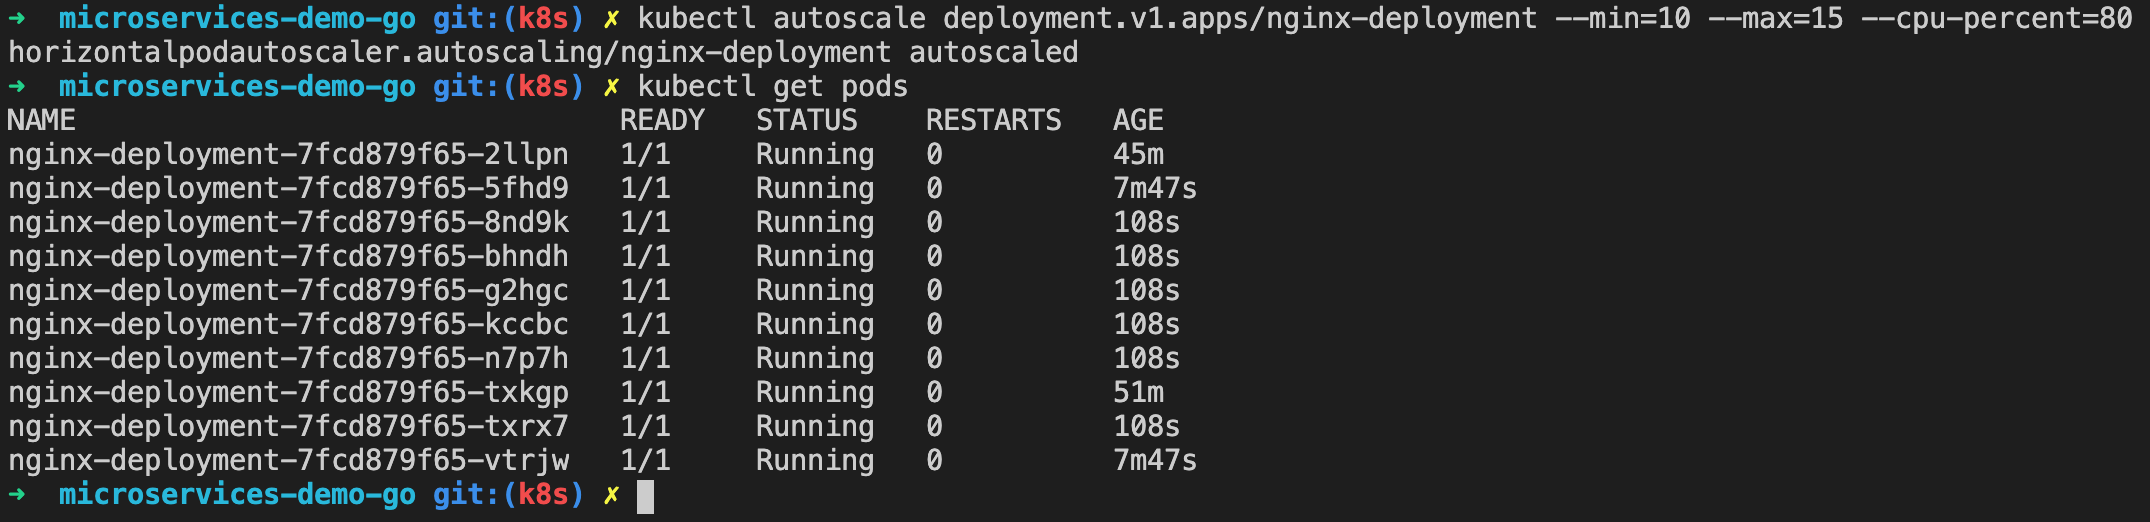 ➜  microservices-demo-go git:(k8s) ✗ kubectl autoscale deployment.v1.apps/nginx-deployment --min=10 --max=15 --cpu-percent=80
horizontalpodautoscaler.autoscaling/nginx-deployment autoscaled
➜  microservices-demo-go git:(k8s) ✗ kubectl get pods
NAME                                READY   STATUS    RESTARTS   AGE
nginx-deployment-7fcd879f65-2llpn   1/1     Running   0          45m
nginx-deployment-7fcd879f65-5fhd9   1/1     Running   0          7m47s
nginx-deployment-7fcd879f65-8nd9k   1/1     Running   0          108s
nginx-deployment-7fcd879f65-bhndh   1/1     Running   0          108s
nginx-deployment-7fcd879f65-g2hgc   1/1     Running   0          108s
nginx-deployment-7fcd879f65-kccbc   1/1     Running   0          108s
nginx-deployment-7fcd879f65-n7p7h   1/1     Running   0          108s
nginx-deployment-7fcd879f65-txkgp   1/1     Running   0          51m
nginx-deployment-7fcd879f65-txrx7   1/1     Running   0          108s
nginx-deployment-7fcd879f65-vtrjw   1/1     Running   0          7m47s
➜  microservices-demo-go git:(k8s) ✗